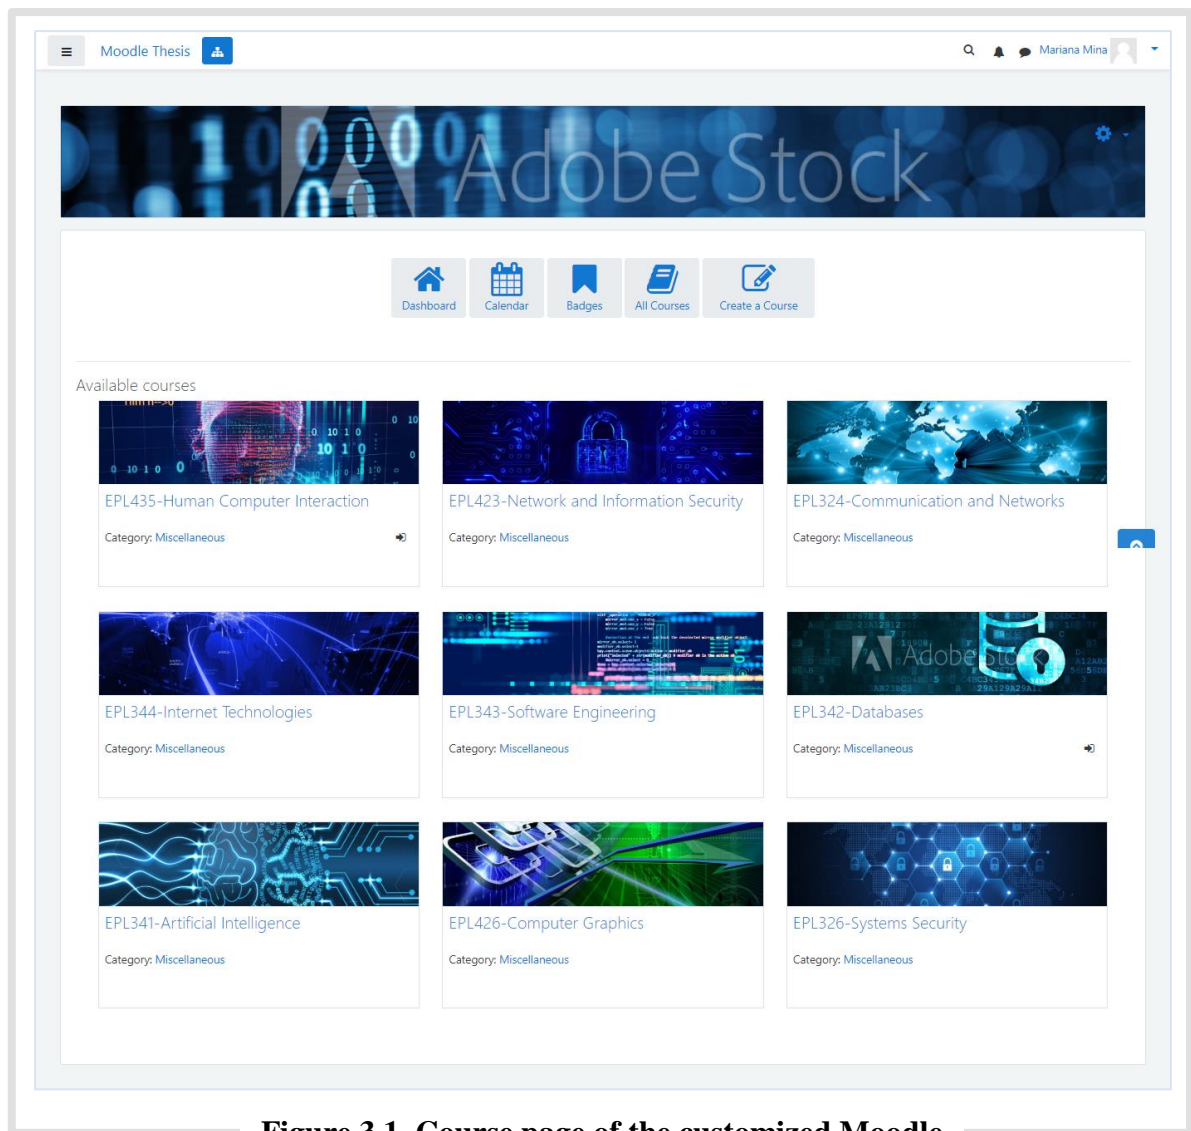 Moodle Thesis
Mariana Mina
Adobe Stock
Dashboard
Calendar
Badges
All Courses
Create a Course
Available courses
EPL435-Human Computer Interaction
Category: Miscellaneous
EPL423-Network and Information Security
Category: Miscellaneous
EPL324-Communication and Networks
Category: Miscellaneous
EPL344-Internet Technologies
Category: Miscellaneous
EPL343-Software Engineering
Category: Miscellaneous
Adobe Stock
EPL342-Databases
Category: Miscellaneous
EPL341-Artificial Intelligence
Category: Miscellaneous
EPL426-Computer Graphics
Category: Miscellaneous
EPL326-Systems Security
Category: Miscellaneous
Figure 3.1. Course page of the customized Moodle